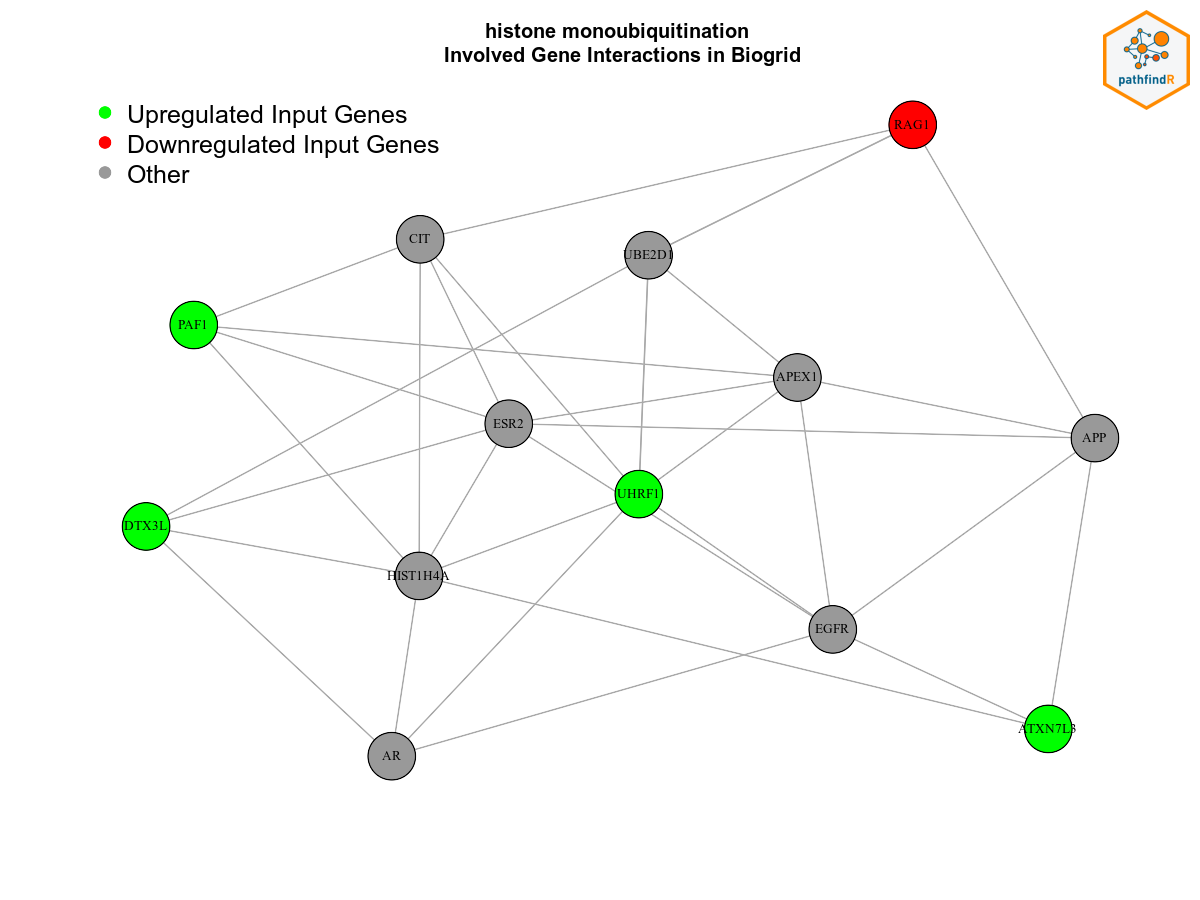 histone monoubiquitination
Involved Gene Interactions in Biogrid
pathfindR
Upregulated Input Genes
Downregulated Input Genes
Other
RAG1
CIT
UBE2D1
PAF1
APEX1
ESR2
APP
UHRF1
DTX3L
HIST1H4A
EGFR
ATXN7L3
AR